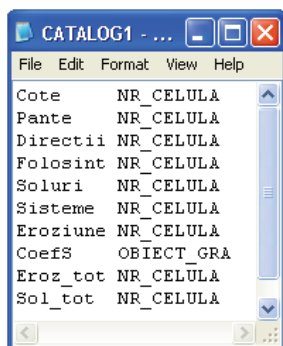 CATALOG1 - ...
File Edit Format View Help
Cote NR_CELULA
Pante NR_CELULA
Directii NR_CELULA
Folosint NR_CELULA
Soluri NR_CELULA
Sisteme NR_CELULA
Eroziune NR_CELULA
CoefS OBIECT_GRA
Eroz_tot NR_CELULA
Sol_tot NR_CELULA